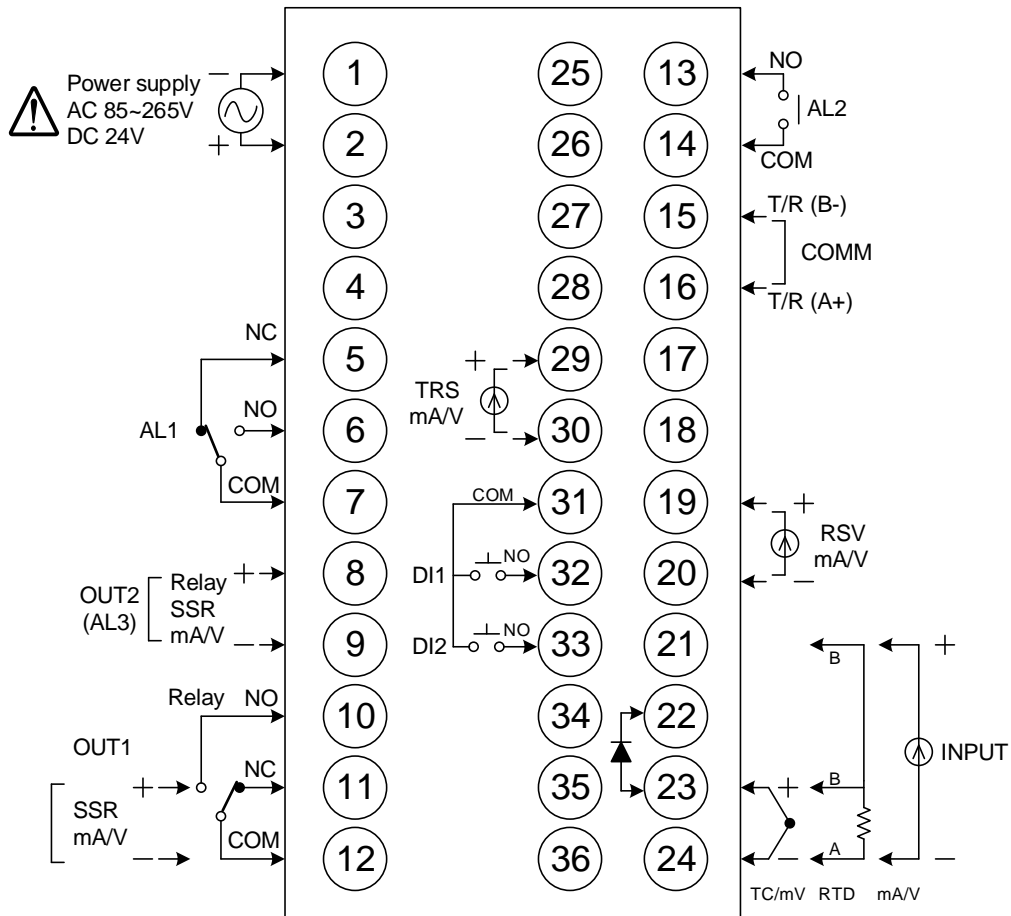 Power supply
AC 85~265V
DC 24V
−
+
1
2
3
4
5
6
7
8
9
10
11
12
NC
AL1
NO
COM
OUT2
(AL3)
Relay
SSR
mA/V
+
−
Relay
NO
OUT1
NC
+
SSR
mA/V
COM
−
25
26
27
28
29
30
31
32
33
34
35
36
+
TRS
mA/V
−
COM
DI1
NO
DI2
NO
13
14
15
16
17
18
19
20
21
22
23
24
NO
AL2
COM
T/R (B-)
COMM
T/R (A+)
+
RSV
mA/V
−
B
+
INPUT
+
B
−
A
−
TC/mV RTD mA/V